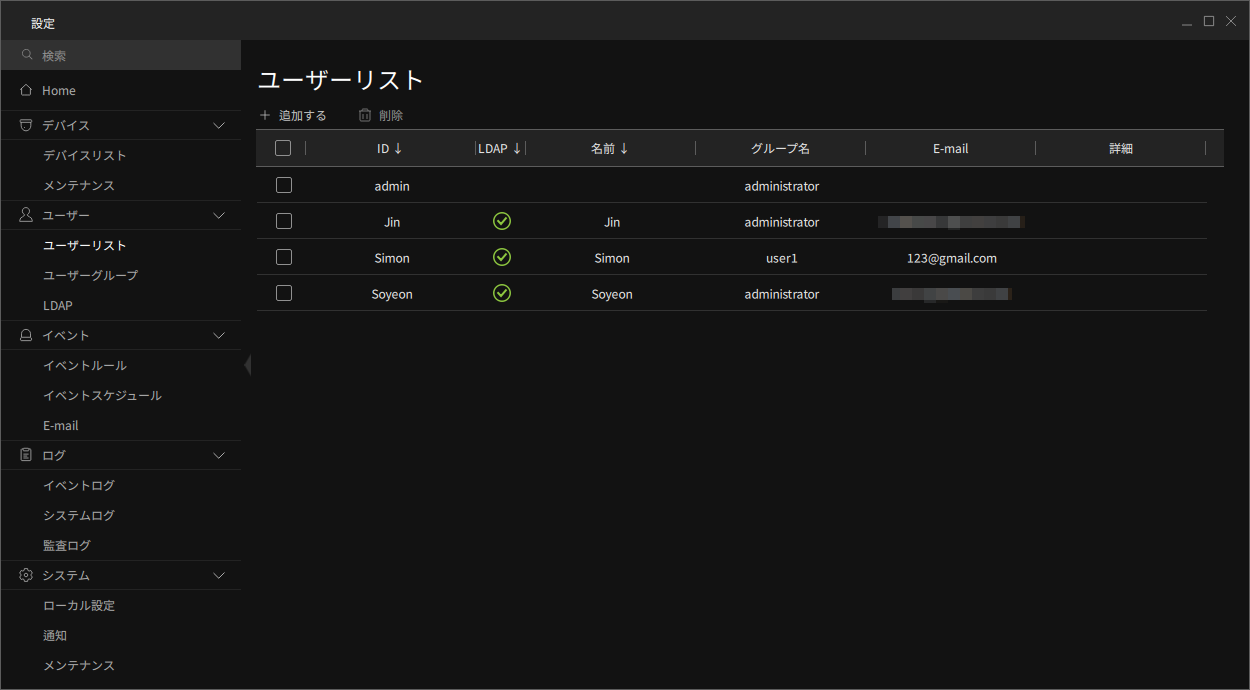 設定
検索
Home
デバイス
デバイスリスト
メンテナンス
ユーザー
ユーザーリスト
ユーザーグループ
LDAP
イベント
イベントルール
イベントスケジュール
E-mail
ログ
イベントログ
システムログ
監査ログ
システム
ローカル設定
通知
メンテナンス
ユーザーリスト
追加する 削除
ID ↓ LDAP ↓ 名前 ↓ グループ名 E-mail 詳細
admin administrator
Jin Jin administrator
Simon Simon user1 123@gmail.com
Soyeon Soyeon administrator